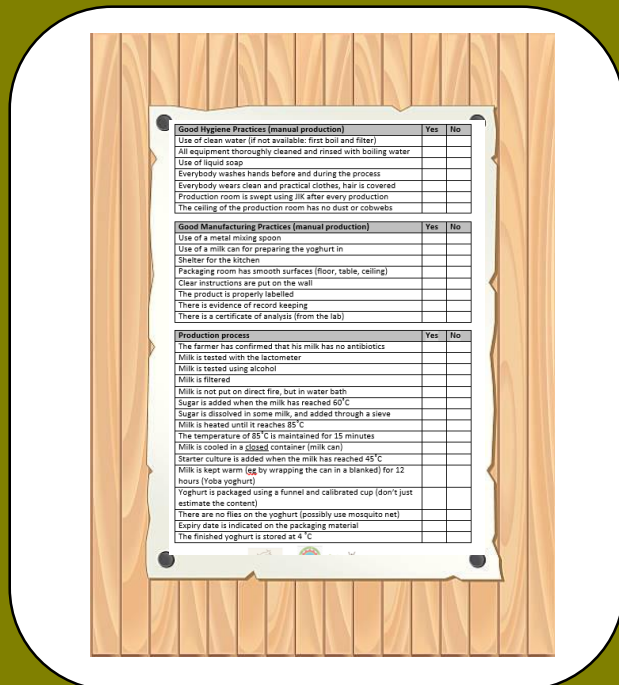 Good Hygiene Practices (manual production) Yes No
Use of clean water (if not available: first boil and filter)
All equipment thoroughly cleaned and rinsed with boiling water
Use of liquid soap
Everybody washes hands before and during the process
Everybody wears clean and practical clothes, hair is covered
Production room is swept using JIK after every production
The ceiling of the production room has no dust or cobwebs
Good Manufacturing Practices (manual production) Yes No
Use of a metal mixing spoon
Use of a milk can for preparing the yoghurt in
Shelter for the kitchen
Packaging room has smooth surfaces (floor, table, ceiling)
Clear instructions are put on the wall
The product is properly labelled
There is evidence of record keeping
There is a certificate of analysis (from the lab)
Production process Yes No
The farmer has confirmed that his milk has no antibiotics
Milk is tested with the lactometer
Milk is tested using alcohol
Milk is filtered
Milk is not put on direct fire, but in water bath
Sugar is added when the milk has reached 60˚C
Sugar is dissolved in some milk, and added through a sieve
Milk is heated until it reaches 85˚C
The temperature of 85˚C is maintained for 15 minutes
Milk is cooled in a closed container (milk can)
Starter culture is added when the milk has reached 45˚C
Milk is kept warm (eg by wrapping the can in a blanked) for 12
hours (Yoba yoghurt)
Yoghurt is packaged using a funnel and calibrated cup (don't just
estimate the content)
There are no flies on the yoghurt (possibly use mosquito net)
Expiry date is indicated on the packaging material
The finished yoghurt is stored at 4 ˚C